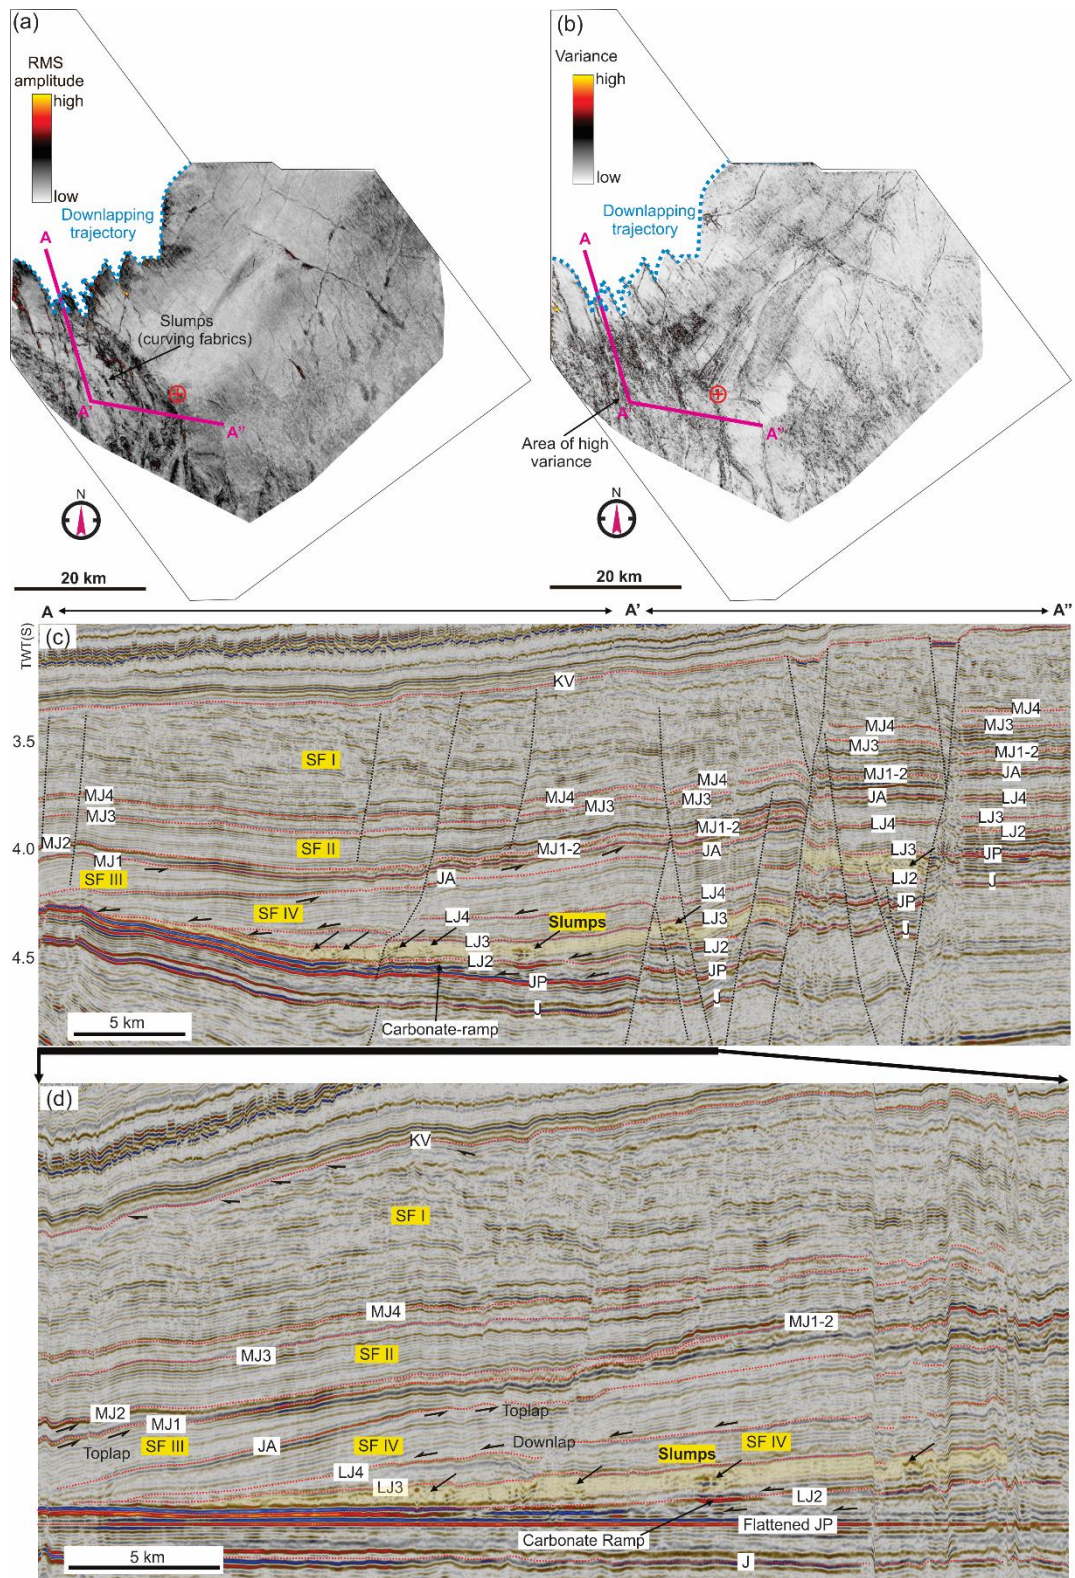 (a)
RMS
amplitude
high
low
Downlapping
trajectory
A
Slumps
(curving fabrics)
A'
A"
N
20 km
(b)
Variance
high
low
Downlapping
trajectory
A
A'
A"
Area of high
variance
N
20 km
A
A'
A"
TWT(S)
(c)
3.5
4.0
4.5
KV
SF I
MJ4
MJ3
MJ4
MJ3
MJ4
MJ3
MJ4
MJ3
MJ4
MJ3
SF II
MJ2
MJ1
MJ1-2
MJ1-2
MJ1-2
MJ1-2
SF III
JA
JA
JA
JA
SF IV
LJ4
LJ4
LJ4
LJ4
Slumps
LJ3
LJ3
LJ3
LJ3
LJ2
LJ2
LJ2
LJ2
JP
JP
JP
JP
J
J
J
J
Carbonate-ramp
5 km
(d)
KV
SF I
MJ4
MJ1-2
MJ3
SF II
MJ2
MJ1
Toplap
Toplap
SF III
JA
SF IV
Downlap
SF IV
Slumps
LJ4
LJ3
LJ2
Flattened JP
Carbonate Ramp
J
5 km